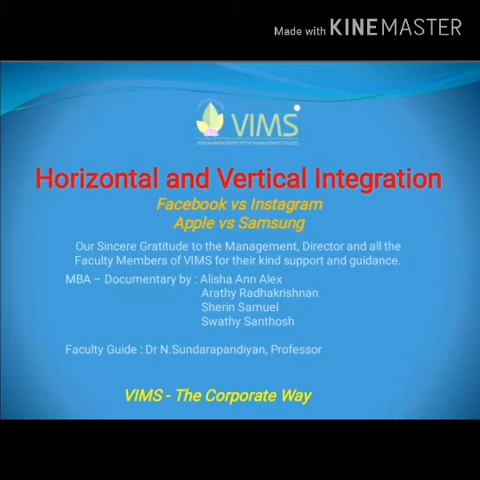 Made with KINEMASTER
VIMS
Horizontal and Vertical Integration
Facebook vs Instagram
Apple vs Samsung
Our Sincere Gratitude to the Management, Director and all the
Faculty Members of VIMS for their kind support and guidance.
MBA – Documentary by : Alisha Ann Alex
Arathy Radhakrishnan
Sherin Samuel
Swathy Santhosh
Faculty Guide : Dr N.Sundarapandiyan, Professor
VIMS - The Corporate Way